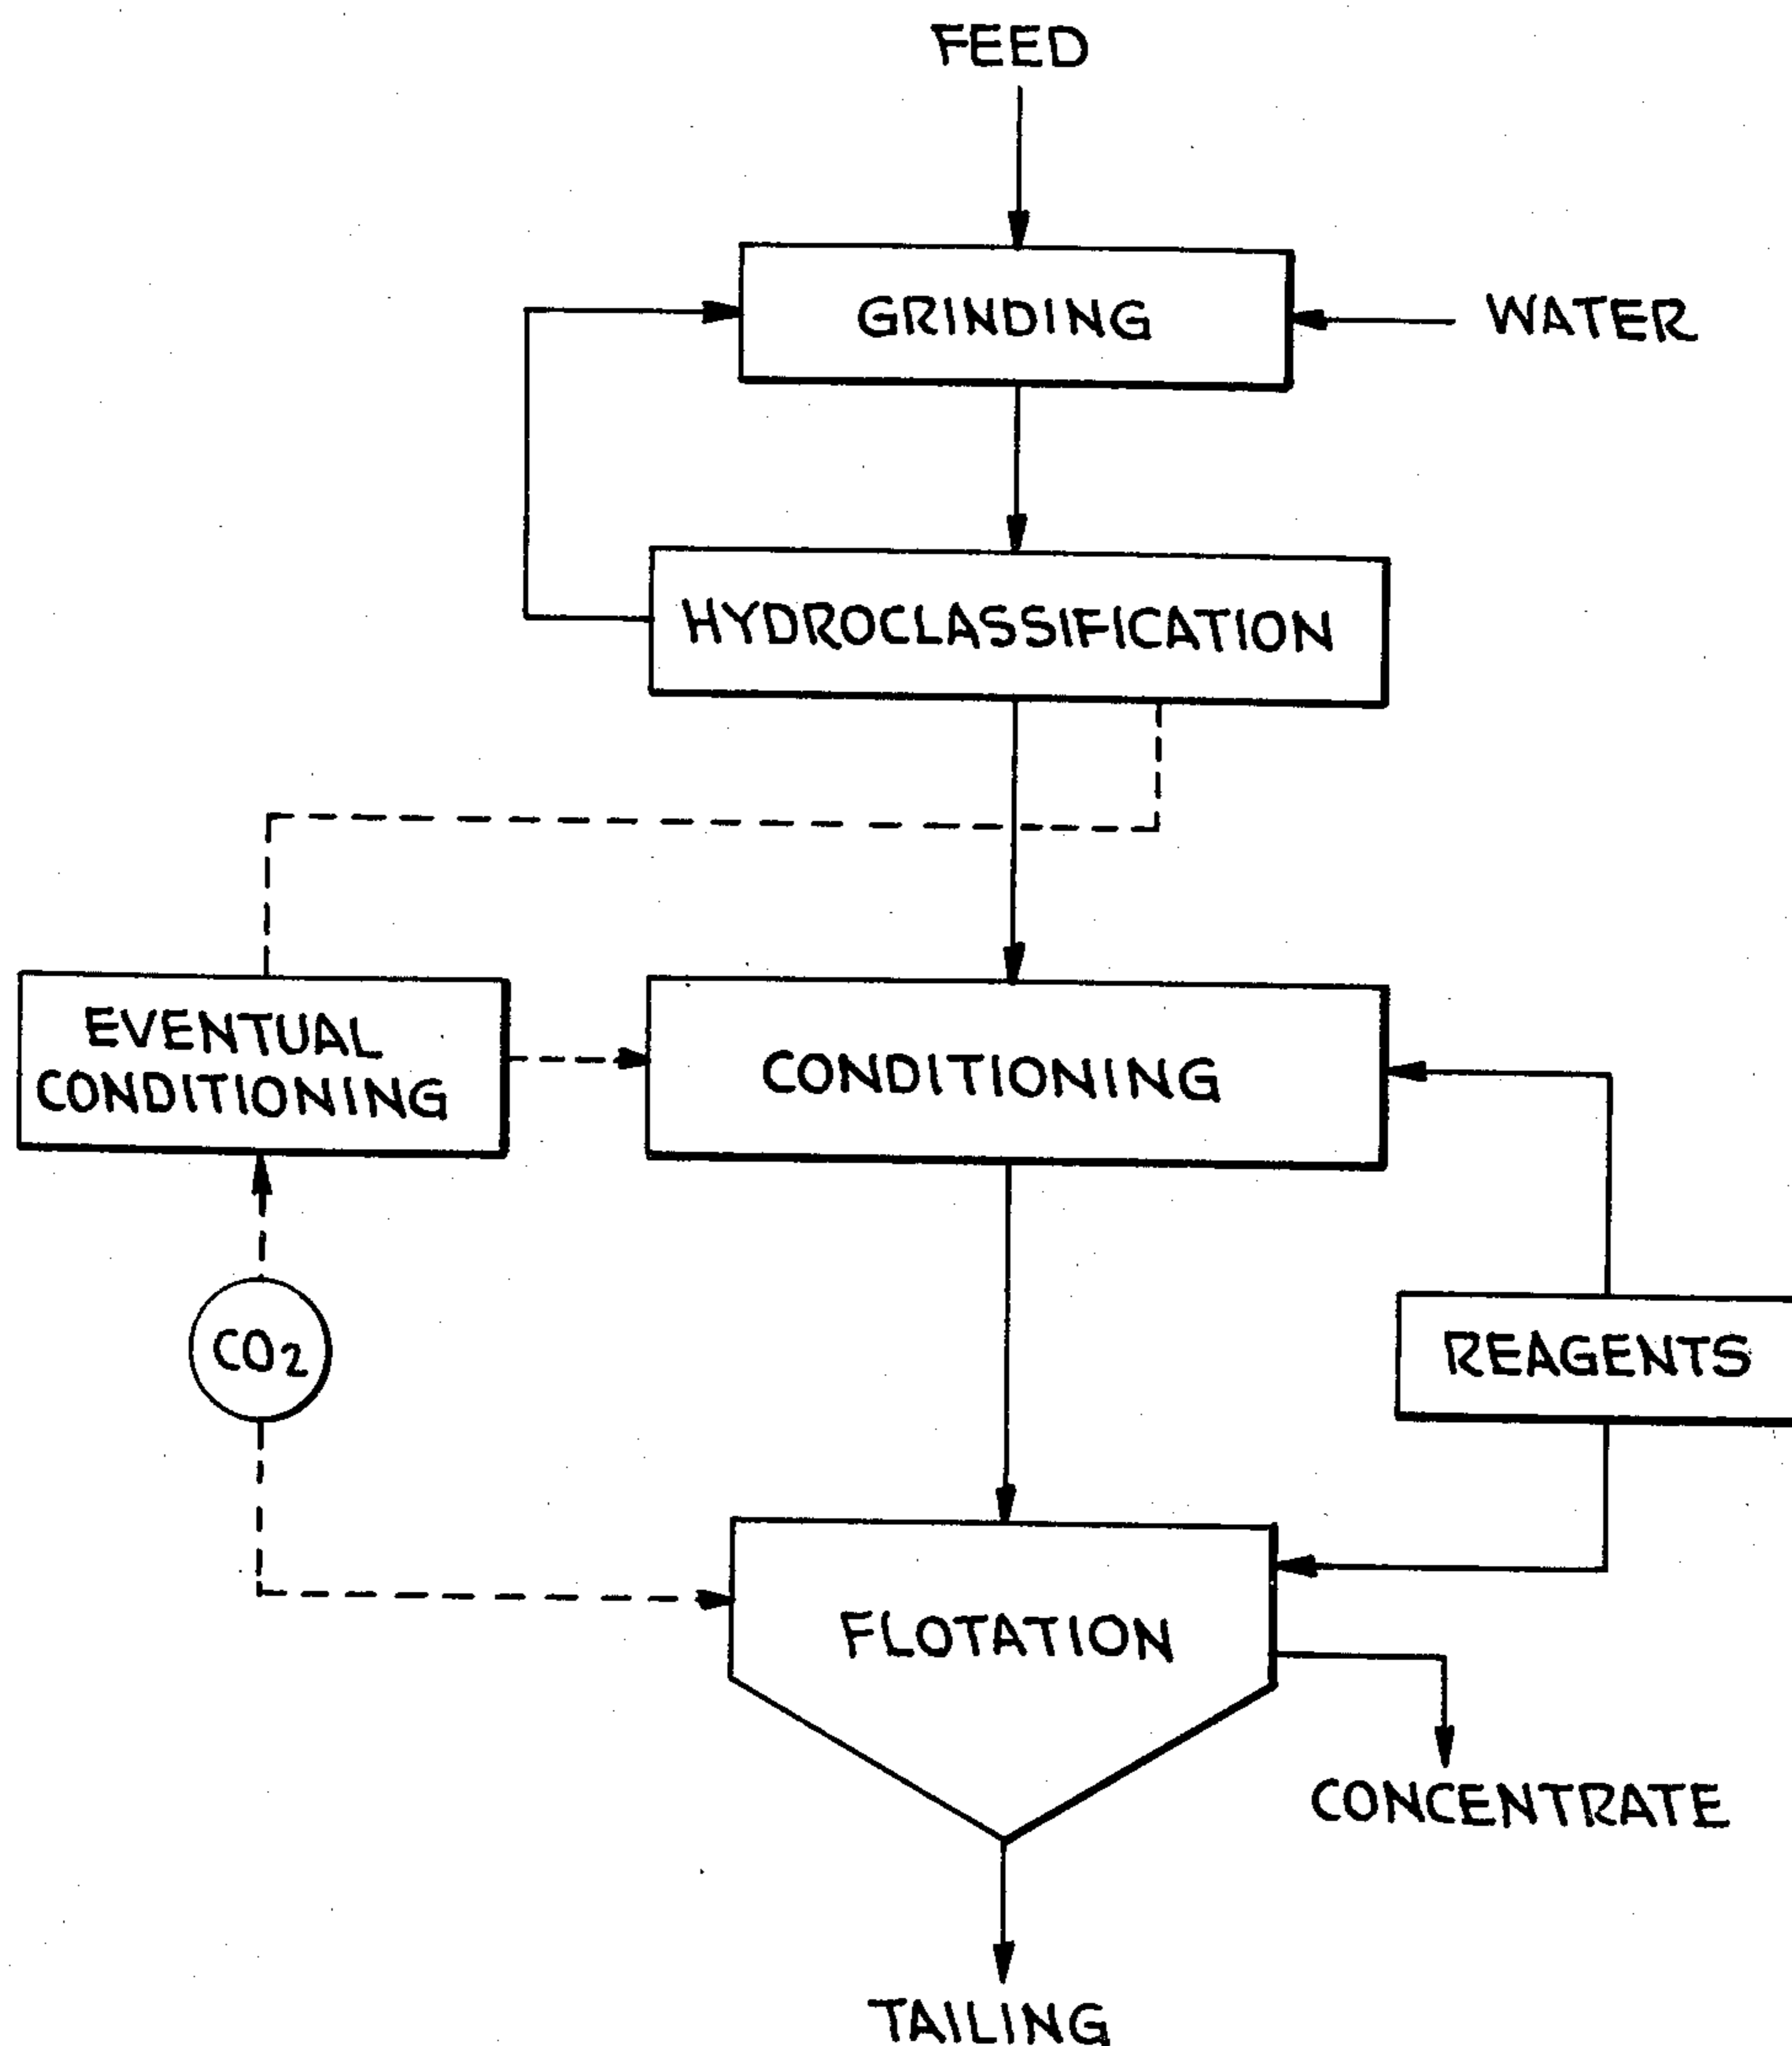 FEED
GRINDING
WATER
HYDROCLASSIFICATION
EVENTUAL
CONDITIONING
CONDITIONING
CO2
REAGENTS
FLOTATION
CONCENTRATE
TAILING